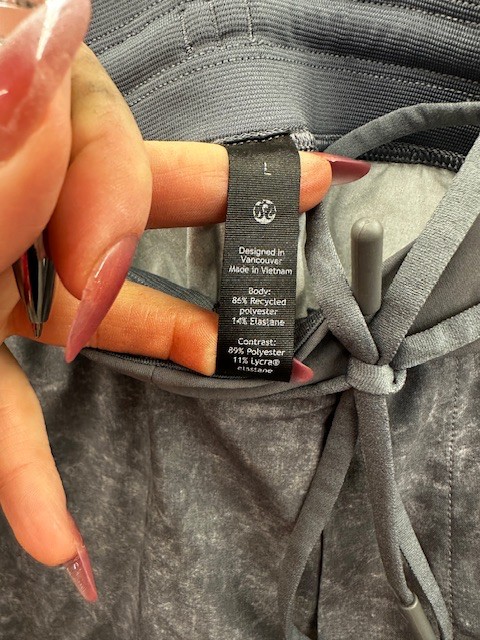 L
Designed in
Vancouver
Made in Vietnam
Body:
86% Recycled
polyester
14% Elastane
Contrast:
89% Polyester
11% Lycra®
elastane